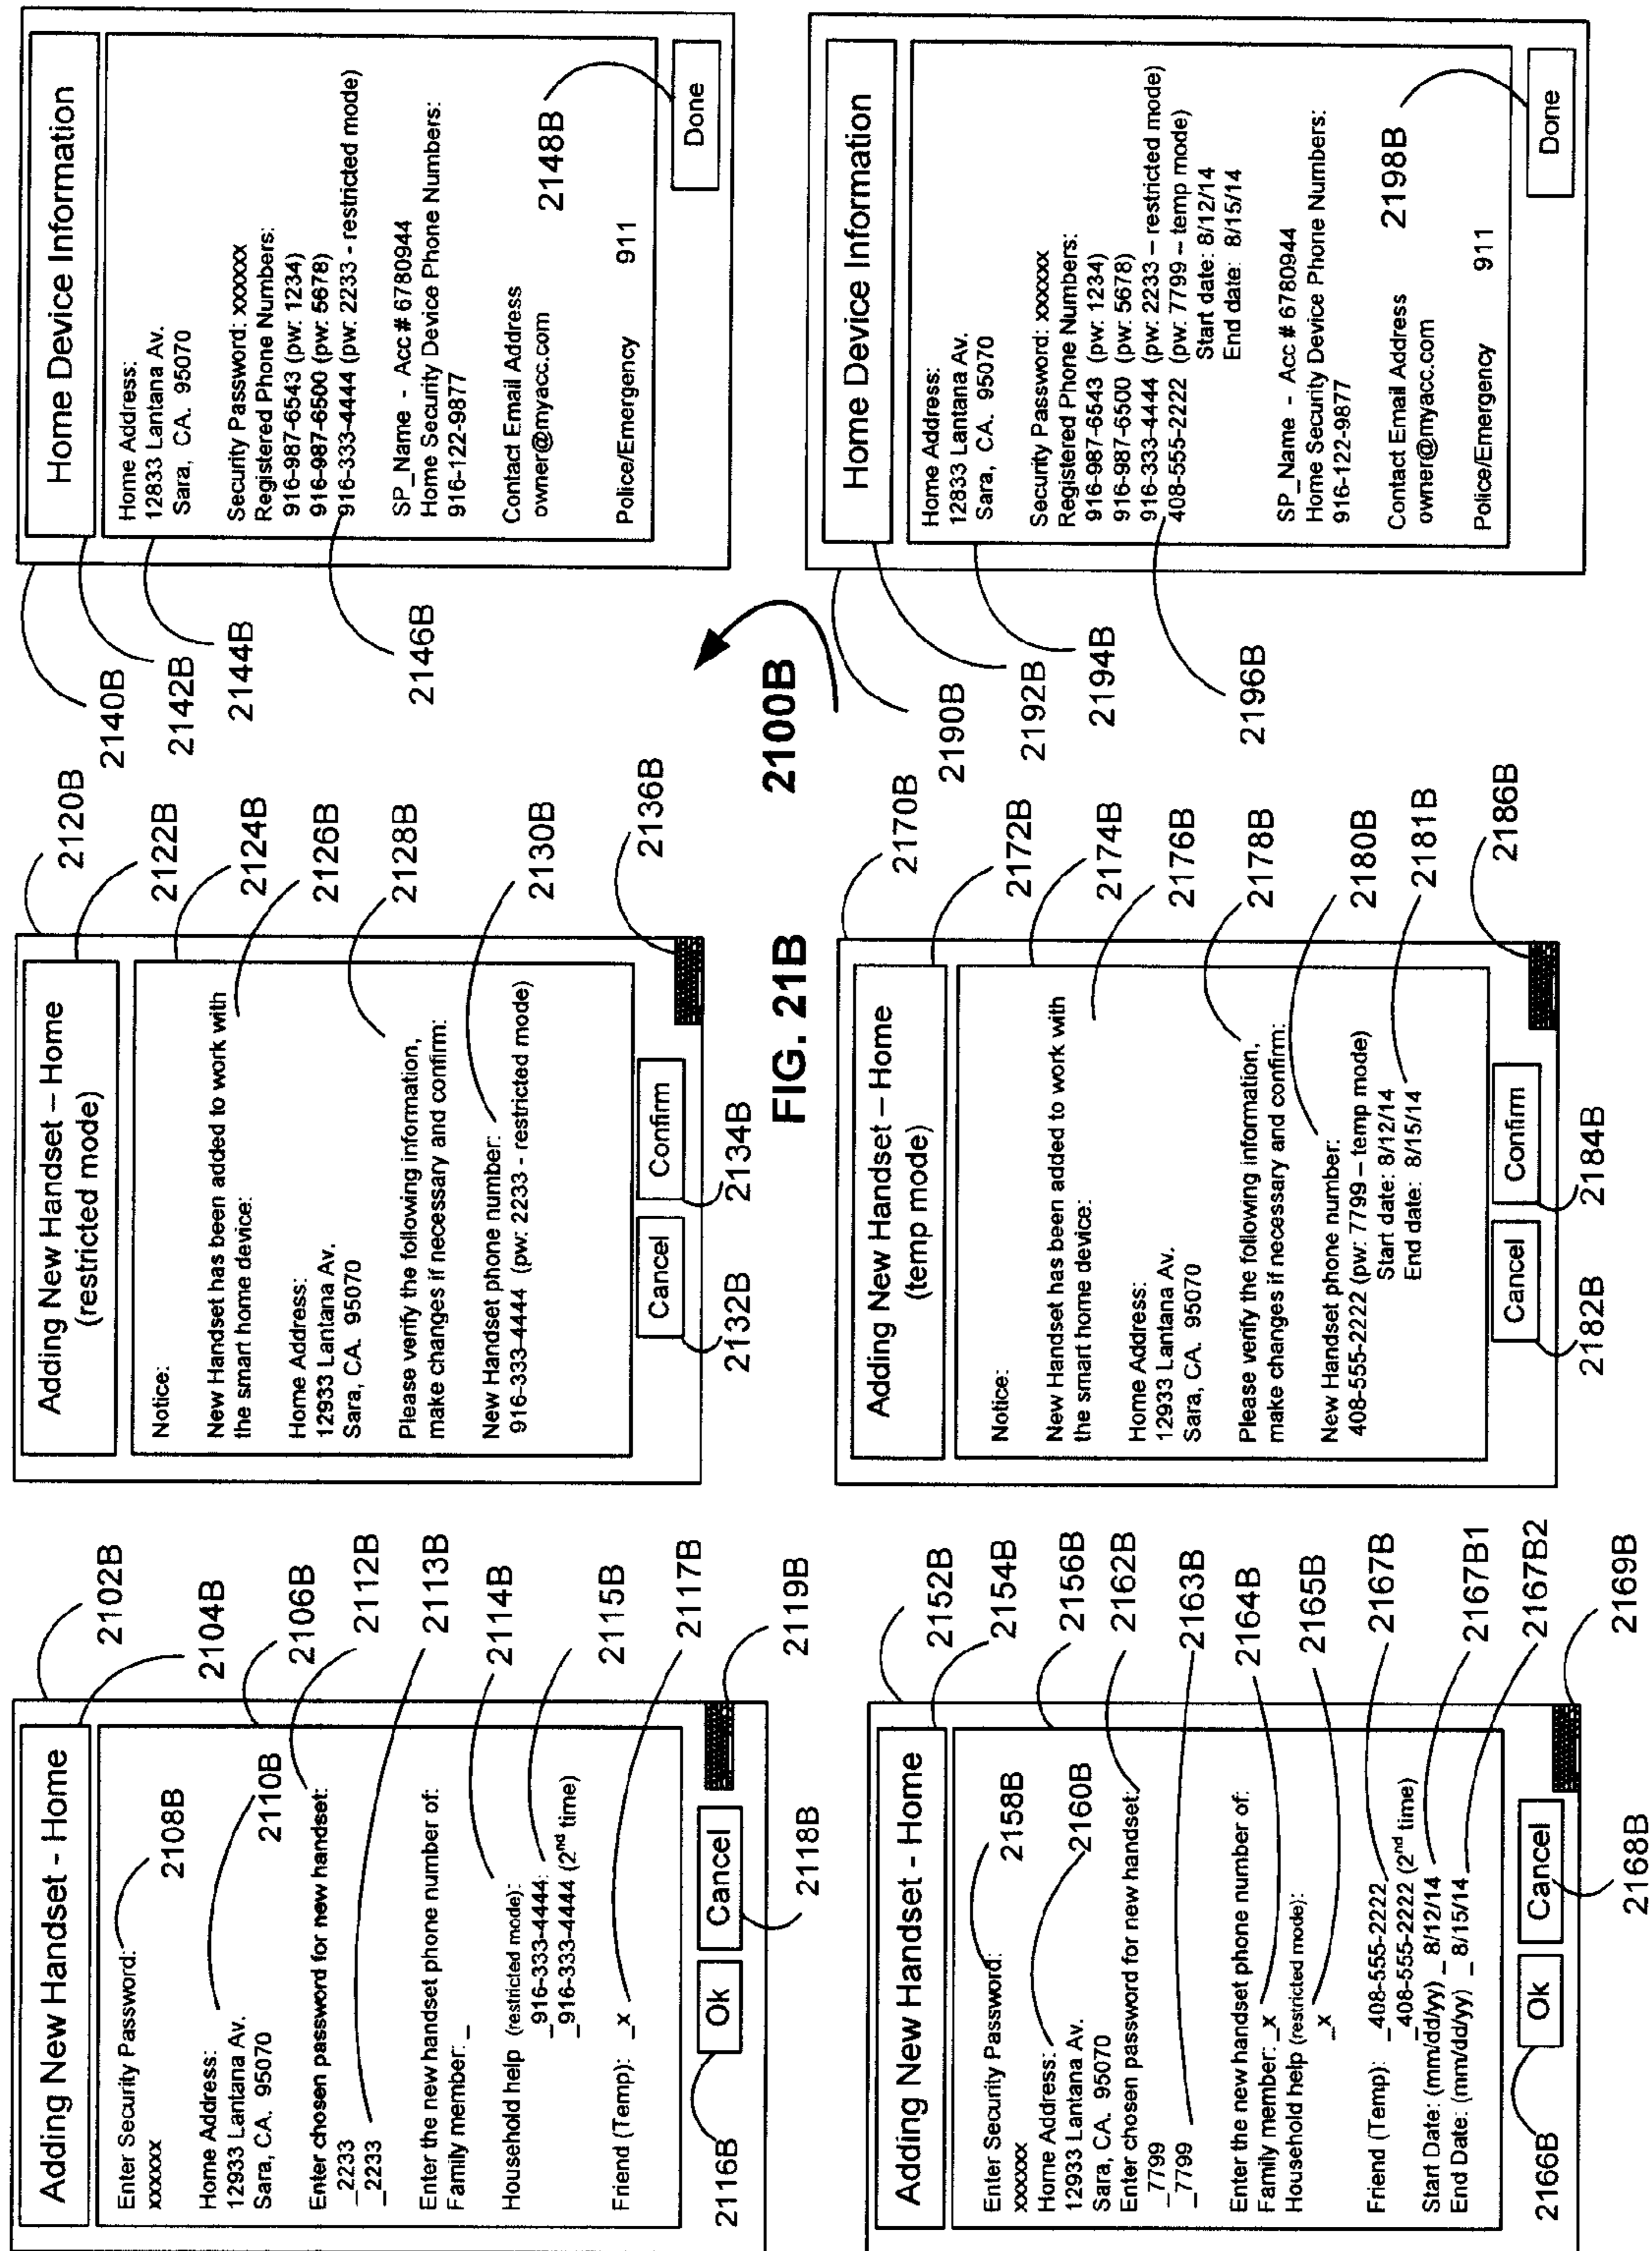 Adding New Handset - Home
Enter Security Password:
xxxxxx
Home Address:
12933 Lantana Av.
Sara, CA. 95070
Enter chosen password for new handset:
_2233
_2233
Enter the new handset phone number of:
Family member: _
Household help (restricted mode):
_916-333-4444:
_916-333-4444 (2nd time)
Friend (Temp): _x
Ok
Cancel
2102B
2104B
2106B
2108B
2110B
2112B
2113B
2114B
2115B
2116B
2117B
2118B
2119B
Adding New Handset – Home
(restricted mode)
Notice:
New Handset has been added to work with
the smart home device:
Home Address:
12933 Lantana Av.
Sara, CA. 95070
Please verify the following information,
make changes if necessary and confirm:
New Handset phone number:
916-333-4444 (pw: 2233 - restricted mode)
Cancel
Confirm
2120B
2122B
2124B
2126B
2128B
2130B
2132B
2134B
2136B
Home Device Information
Home Address:
12833 Lantana Av.
Sara, CA. 95070
Security Password: xxxxxx
Registered Phone Numbers:
916-987-6543 (pw: 1234)
916-987-6500 (pw: 5678)
916-333-4444 (pw: 2233 - restricted mode)
SP_Name - Acc # 6780944
Home Security Device Phone Numbers:
916-122-9877
Contact Email Address
owner@myacc.com
Police/Emergency 911
Done
2140B
2142B
2144B
2146B
2148B
FIG. 21B
2100B
Adding New Handset - Home
Enter Security Password:
xxxxxx
Home Address:
12933 Lantana Av.
Sara, CA. 95070
Enter chosen password for new handset:
_7799
_7799
Enter the new handset phone number of:
Family member: _x
Household help (restricted mode):
_x
Friend (Temp): _408-555-2222
_408-555-2222 (2nd time)
Start Date: (mm/dd/yy) _ 8/12/14
End Date: (mm/dd/yy) _ 8/15/14
Ok
Cancel
2152B
2154B
2156B
2158B
2160B
2162B
2163B
2164B
2165B
2166B
2167B
2167B1
2167B2
2168B
2169B
Adding New Handset – Home
(temp mode)
Notice:
New Handset has been added to work with
the smart home device:
Home Address:
12933 Lantana Av.
Sara, CA. 95070
Please verify the following information,
make changes if necessary and confirm:
New Handset phone number:
408-555-2222 (pw: 7799 – temp mode)
Start date: 8/12/14
End date: 8/15/14
Cancel
Confirm
2170B
2172B
2174B
2176B
2178B
2180B
2181B
2182B
2184B
2186B
Home Device Information
Home Address:
12833 Lantana Av.
Sara, CA. 95070
Security Password: xxxxxx
Registered Phone Numbers:
916-987-6543 (pw: 1234)
916-987-6500 (pw: 5678)
916-333-4444 (pw: 2233 – restricted mode)
408-555-2222 (pw: 7799 – temp mode)
Start date: 8/12/14
End date: 8/15/14
SP_Name - Acc # 6780944
Home Security Device Phone Numbers:
916-122-9877
Contact Email Address
owner@myacc.com
Police/Emergency 911
Done
2190B
2192B
2194B
2196B
2198B